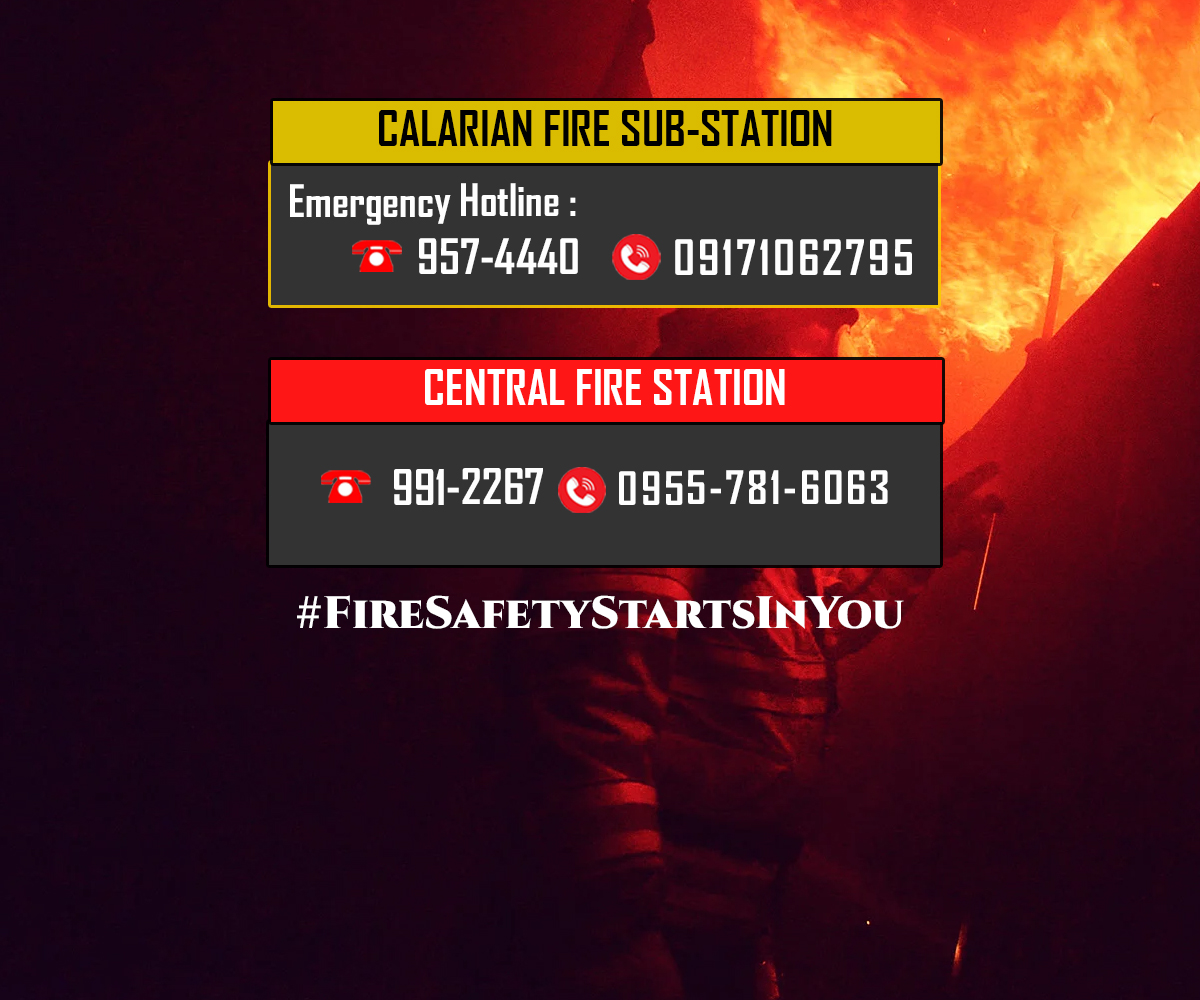 CALARIAN FIRE SUB-STATION
Emergency Hotline :
957-4440 09171062795
CENTRAL FIRE STATION
991-2267 0955-781-6063
#FireSafetyStartsInYou